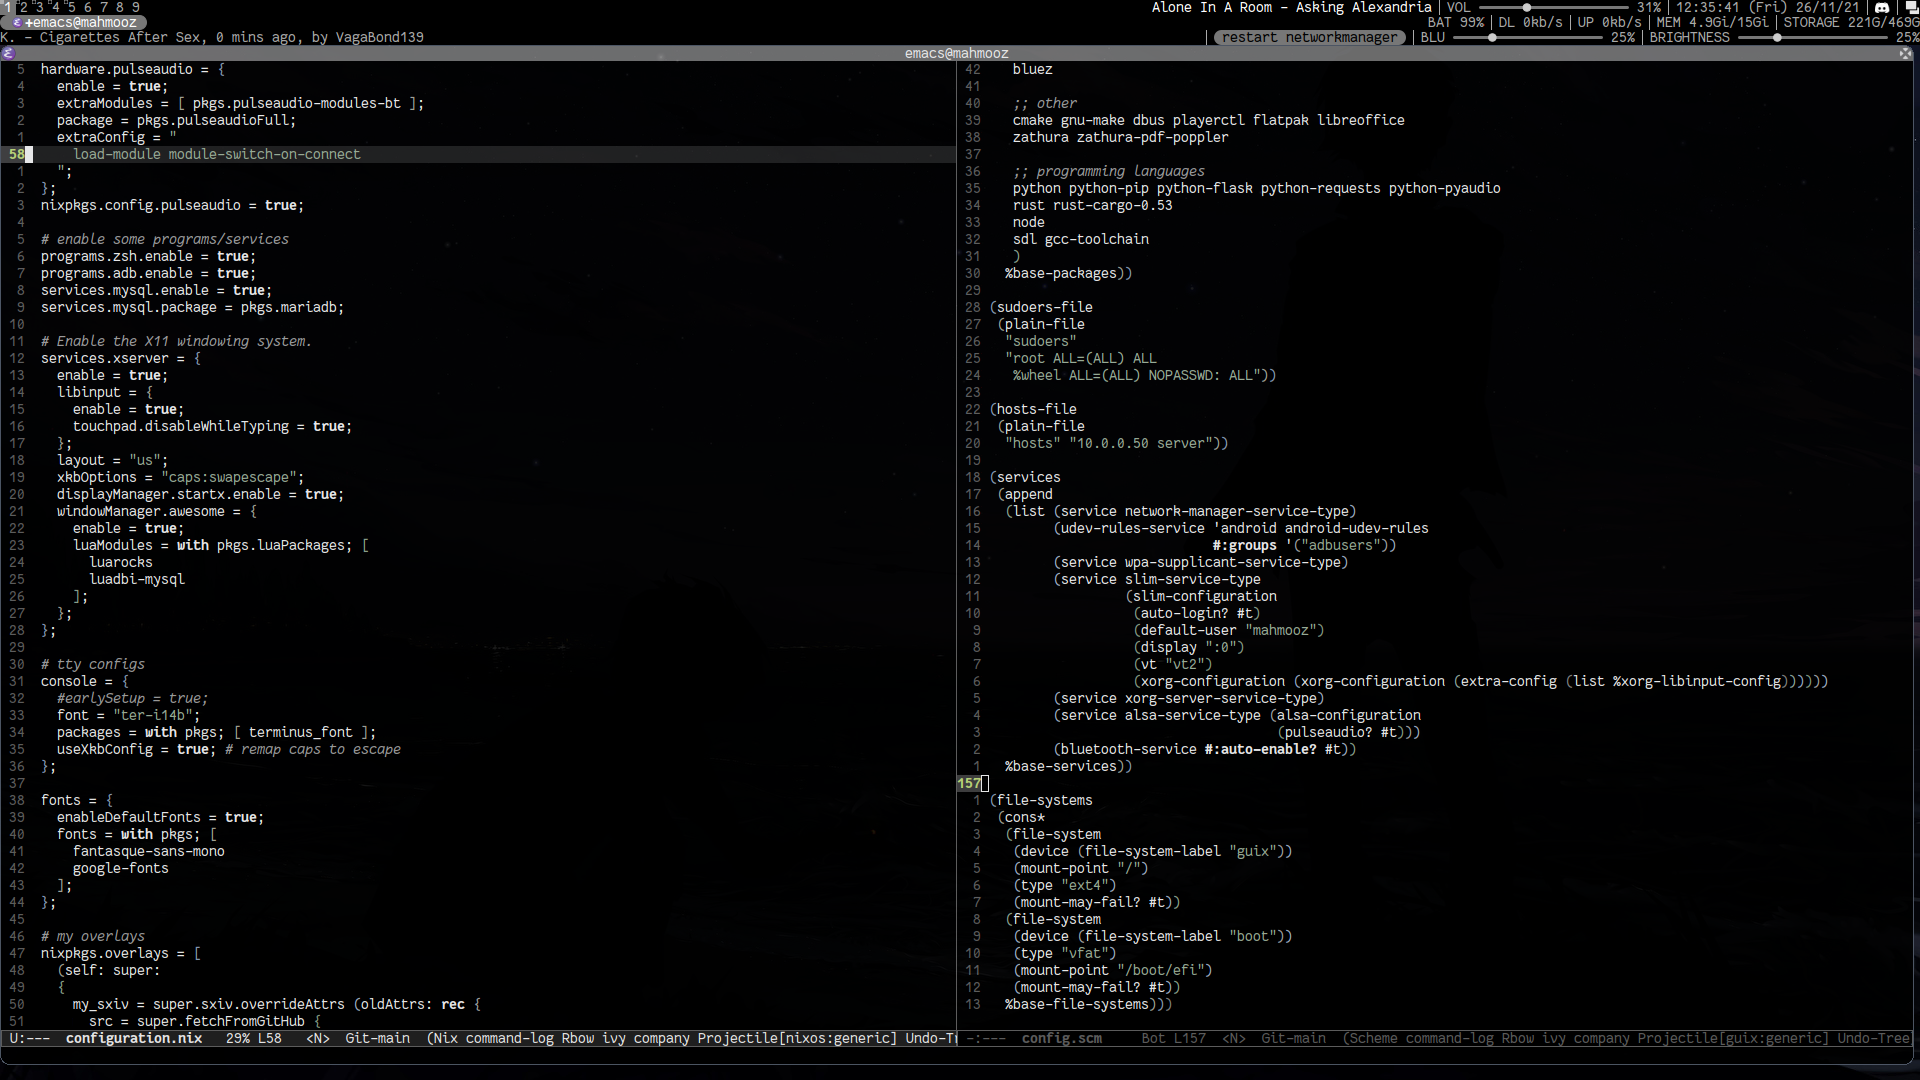 1 2 3 4 5 6 7 8 9
Alone In A Room – Asking Alexandria | VOL 31% | 12:35:41 (Fri) 26/11/21
+emacs@mahmooz
BAT 99% | DL 0kb/s | UP 0kb/s | MEM 4.9Gi/15Gi | STORAGE 221G/469G
K. – Cigarettes After Sex, 0 mins ago, by VagaBond139
restart networkmanager | BLU 25% | BRIGHTNESS 25%
emacs@mahmooz
5 hardware.pulseaudio = {
4 enable = true;
3 extraModules = [ pkgs.pulseaudio-modules-bt ];
2 package = pkgs.pulseaudioFull;
1 extraConfig = "
58 load-module module-switch-on-connect
1 ";
2 };
3 nixpkgs.config.pulseaudio = true;
4
5 # enable some programs/services
6 programs.zsh.enable = true;
7 programs.adb.enable = true;
8 services.mysql.enable = true;
9 services.mysql.package = pkgs.mariadb;
10
11 # Enable the X11 windowing system.
12 services.xserver = {
13 enable = true;
14 libinput = {
15 enable = true;
16 touchpad.disableWhileTyping = true;
17 };
18 layout = "us";
19 xkbOptions = "caps:swapescape";
20 displayManager.startx.enable = true;
21 windowManager.awesome = {
22 enable = true;
23 luaModules = with pkgs.luaPackages; [
24 luarocks
25 luadbi-mysql
26 ];
27 };
28 };
29
30 # tty configs
31 console = {
32 #earlySetup = true;
33 font = "ter-i14b";
34 packages = with pkgs; [ terminus_font ];
35 useXkbConfig = true; # remap caps to escape
36 };
37
38 fonts = {
39 enableDefaultFonts = true;
40 fonts = with pkgs; [
41 fantasque-sans-mono
42 google-fonts
43 ];
44 };
45
46 # my overlays
47 nixpkgs.overlays = [
48 (self: super:
49 {
50 my_sxiv = super.sxiv.overrideAttrs (oldAttrs: rec {
51 src = super.fetchFromGitHub {
U:--- configuration.nix 29% L58 <N> Git-main (Nix command-log Rbow ivy company Projectile[nixos:generic] Undo-Tr
42 bluez
41
40 ;; other
39 cmake gnu-make dbus playerctl flatpak libreoffice
38 zathura zathura-pdf-poppler
37
36 ;; programming languages
35 python python-pip python-flask python-requests python-pyaudio
34 rust rust-cargo-0.53
33 node
32 sdl gcc-toolchain
31 )
30 %base-packages))
29
28 (sudoers-file
27 (plain-file
26 "sudoers"
25 "root ALL=(ALL) ALL
24 %wheel ALL=(ALL) NOPASSWD: ALL"))
23
22 (hosts-file
21 (plain-file
20 "hosts" "10.0.0.50 server"))
19
18 (services
17 (append
16 (list (service network-manager-service-type)
15 (udev-rules-service 'android android-udev-rules
14 #:groups '("adbusers"))
13 (service wpa-supplicant-service-type)
12 (service slim-service-type
11 (slim-configuration
10 (auto-login? #t)
9 (default-user "mahmooz")
8 (display ":0")
7 (vt "vt2")
6 (xorg-configuration (xorg-configuration (extra-config (list %xorg-libinput-config))))))
5 (service xorg-server-service-type)
4 (service alsa-service-type (alsa-configuration
3 (pulseaudio? #t)))
2 (bluetooth-service #:auto-enable? #t))
1 %base-services))
157
1 (file-systems
2 (cons*
3 (file-system
4 (device (file-system-label "guix"))
5 (mount-point "/")
6 (type "ext4")
7 (mount-may-fail? #t))
8 (file-system
9 (device (file-system-label "boot"))
10 (type "vfat")
11 (mount-point "/boot/efi")
12 (mount-may-fail? #t))
13 %base-file-systems)))
-:--- config.scm Bot L157 <N> Git-main (Scheme command-log Rbow ivy company Projectile[guix:generic] Undo-Tree